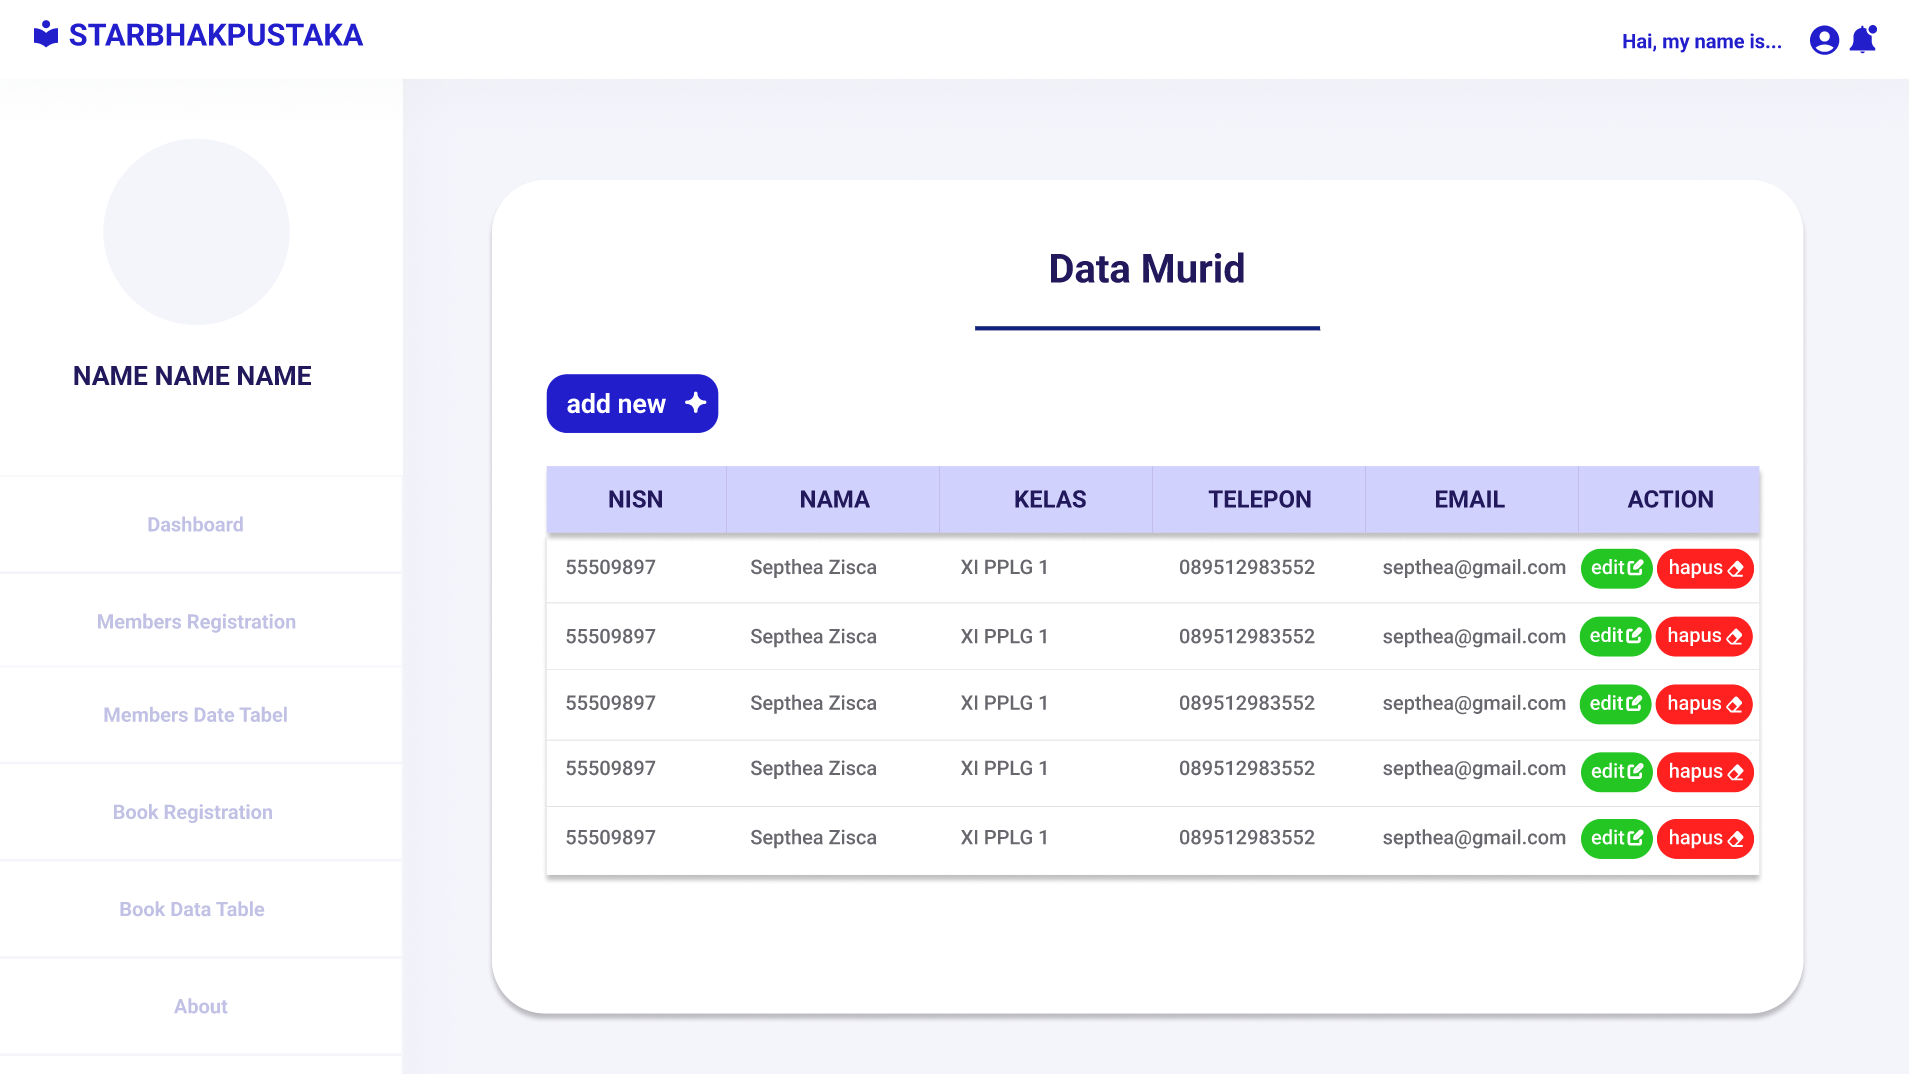 STARBHAKPUSTAKA
Hai, my name is...
NAME NAME NAME
Dashboard
Members Registration
Members Date Tabel
Book Registration
Book Data Table
About
Data Murid
add new
NISN NAMA KELAS TELEPON EMAIL ACTION
55509897 Septhea Zisca XI PPLG 1 089512983552 septhea@gmail.com edit hapus
55509897 Septhea Zisca XI PPLG 1 089512983552 septhea@gmail.com edit hapus
55509897 Septhea Zisca XI PPLG 1 089512983552 septhea@gmail.com edit hapus
55509897 Septhea Zisca XI PPLG 1 089512983552 septhea@gmail.com edit hapus
55509897 Septhea Zisca XI PPLG 1 089512983552 septhea@gmail.com edit hapus